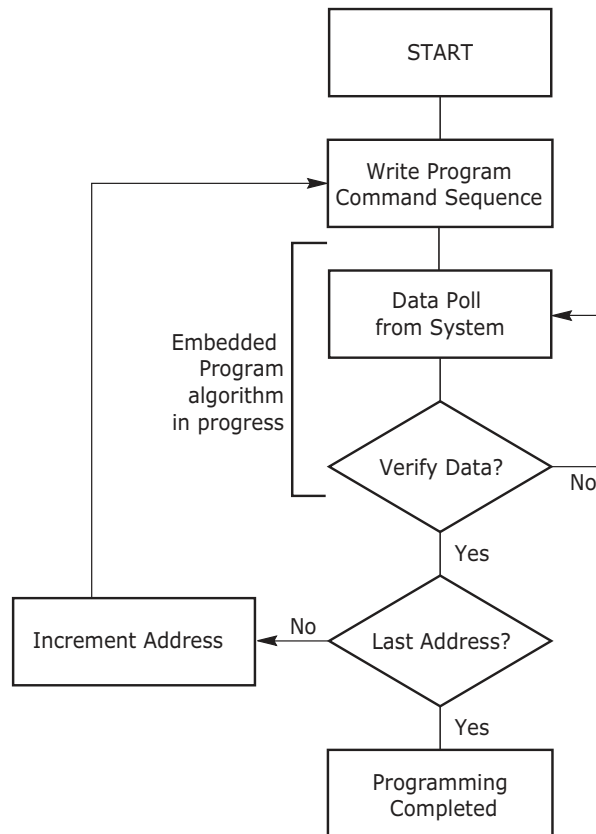 START
Write Program
Command Sequence
Data Poll
from System
Embedded
Program
algorithm
in progress
Verify Data?
No
Yes
Increment Address
No
Last Address?
Yes
Programming
Completed